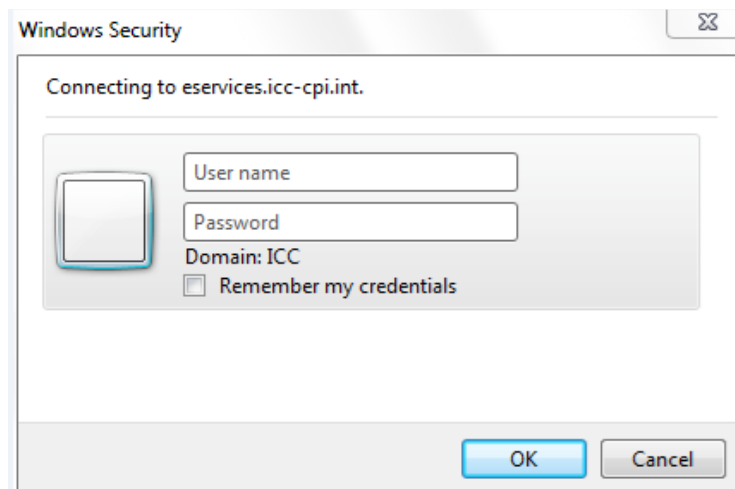 Windows Security
Connecting to eservices.icc-cpi.int.
User name
Password
Domain: ICC
Remember my credentials
OK
Cancel